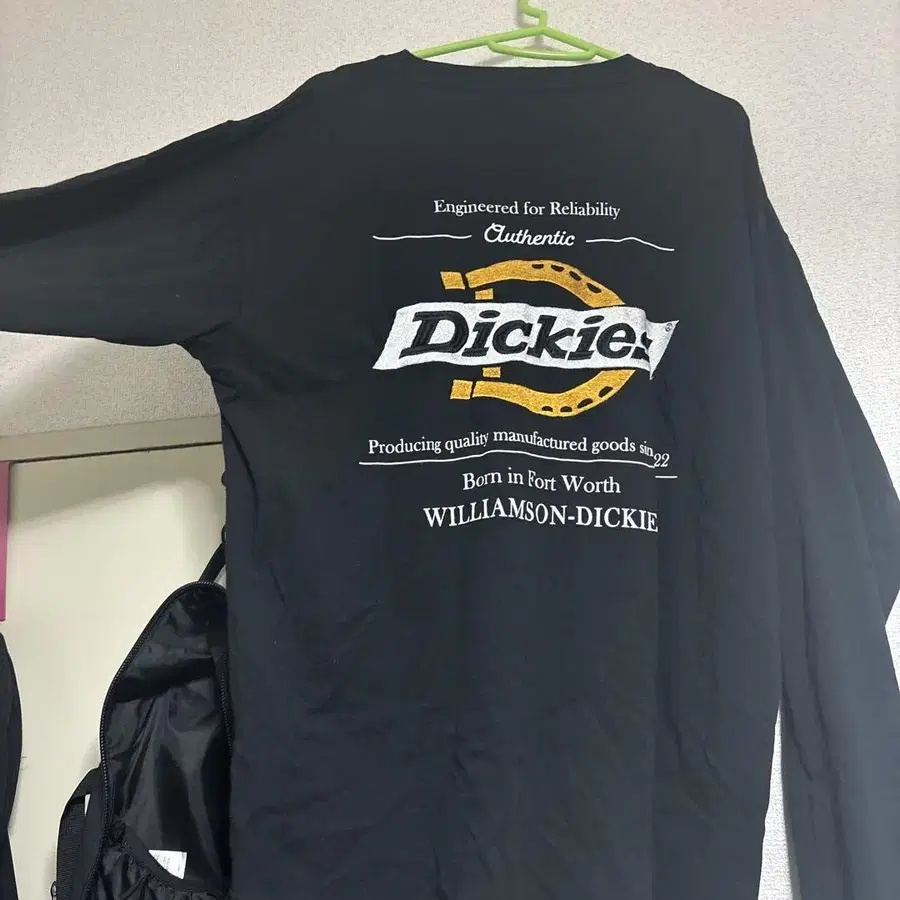 Engineered for Reliability
Authentic
Dickies
®
Producing quality manufactured goods sin 22
Born in Fort Worth
WILLIAMSON-DICKIE